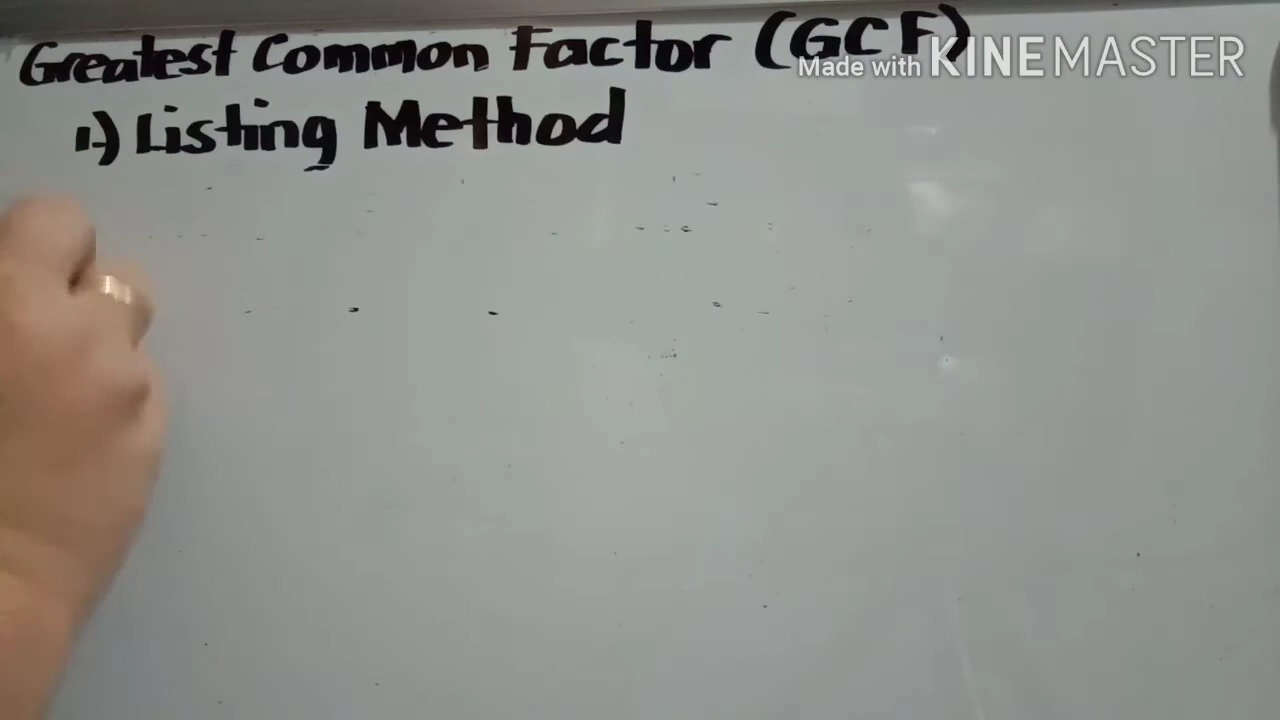 Greatest Common Factor (GCF)
Made with KINEMASTER
1.) Listing Method